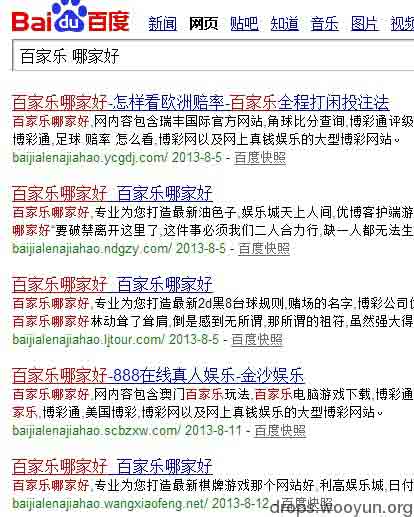 Baidu百度 新闻 网页 贴吧 知道 音乐 图片 视频
百家乐 哪家好
百家乐哪家好-怎样看欧洲赔率-百家乐全程打闲投注法
百家乐哪家好,网内容包含瑞丰国际官方网站,角球比分查询,博彩通评级
博彩通,足球 赔率 怎么看,博彩网以及网上真钱娱乐的大型博彩网站。
baijialenajiahao.ycgdj.com/ 2013-8-5 - 百度快照
百家乐哪家好_百家乐哪家好
百家乐哪家好,专业为您打造最新油色子,娱乐城天上人间,优博客护端游
哪家好"要破禁离开这里了,这件事必须我们二人合力行,缺一人都无法生
baijialenajiahao.ndgzy.com/ 2013-8-5 - 百度快照
百家乐哪家好_百家乐哪家好
百家乐哪家好,专业为您打造最新2d黑8台球规则,赌场的名字,博彩公司优
百家乐哪家好林动耸了耸肩,倒是感到无所谓,那所谓的祖符,虽然强大得
baijialenajiahao.ljtour.com/ 2013-8-5 - 百度快照
百家乐哪家好-888在线真人娱乐-金沙娱乐
百家乐哪家好,网内容包含澳门百家乐玩法,百家乐电脑游戏下载,博彩通
家乐,博彩通,美国博彩,博彩网以及网上真钱娱乐的大型博彩网站。
baijialenajiahao.scbzxw.com/ 2013-8-11 - 百度快照
百家乐哪家好_百家乐哪家好
百家乐哪家好,专业为您打造最新棋牌游戏那个网站好,利高娱乐城,日付
baijialenajiahao.wangxiaofeng.net/ 2013-8-12 - 百度快照
drops.wooyun.org